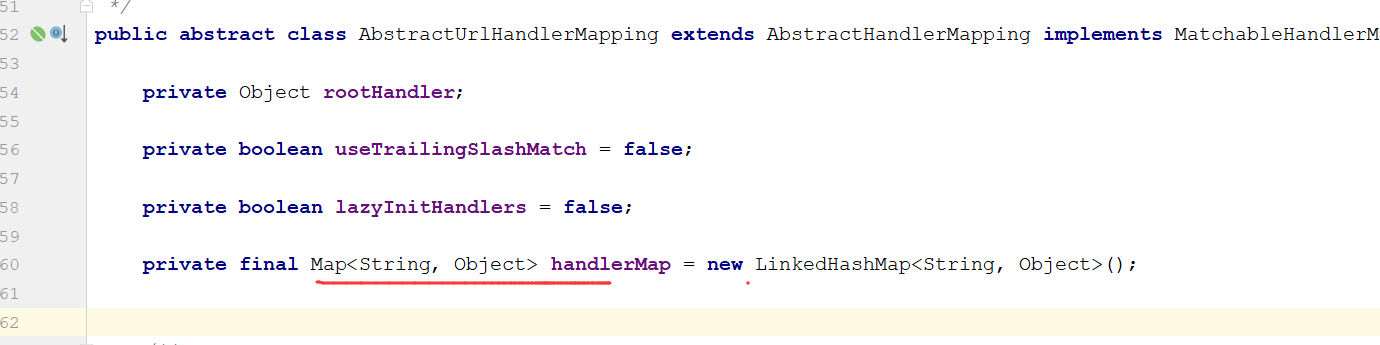 51 */
52 public abstract class AbstractUrlHandlerMapping extends AbstractHandlerMapping implements MatchableHandlerM
53
54 private Object rootHandler;
55
56 private boolean useTrailingSlashMatch = false;
57
58 private boolean lazyInitHandlers = false;
59
60 private final Map<String, Object> handlerMap = new LinkedHashMap<String, Object>();
61
62